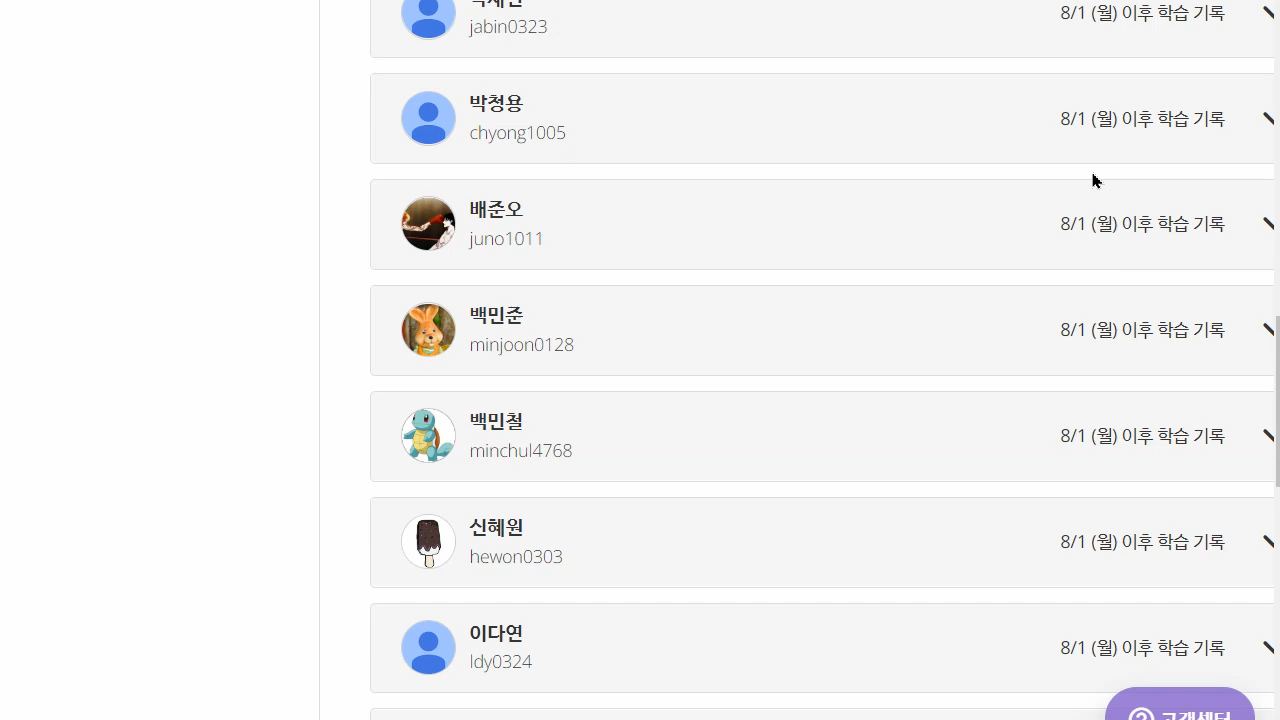 jabin0323
8/1 (월) 이후 학습 기록
박청용
chyong1005
8/1 (월) 이후 학습 기록
배준오
juno1011
8/1 (월) 이후 학습 기록
백민준
minjoon0128
8/1 (월) 이후 학습 기록
백민철
minchul4768
8/1 (월) 이후 학습 기록
신혜원
hewon0303
8/1 (월) 이후 학습 기록
이다연
ldy0324
8/1 (월) 이후 학습 기록
고객센터